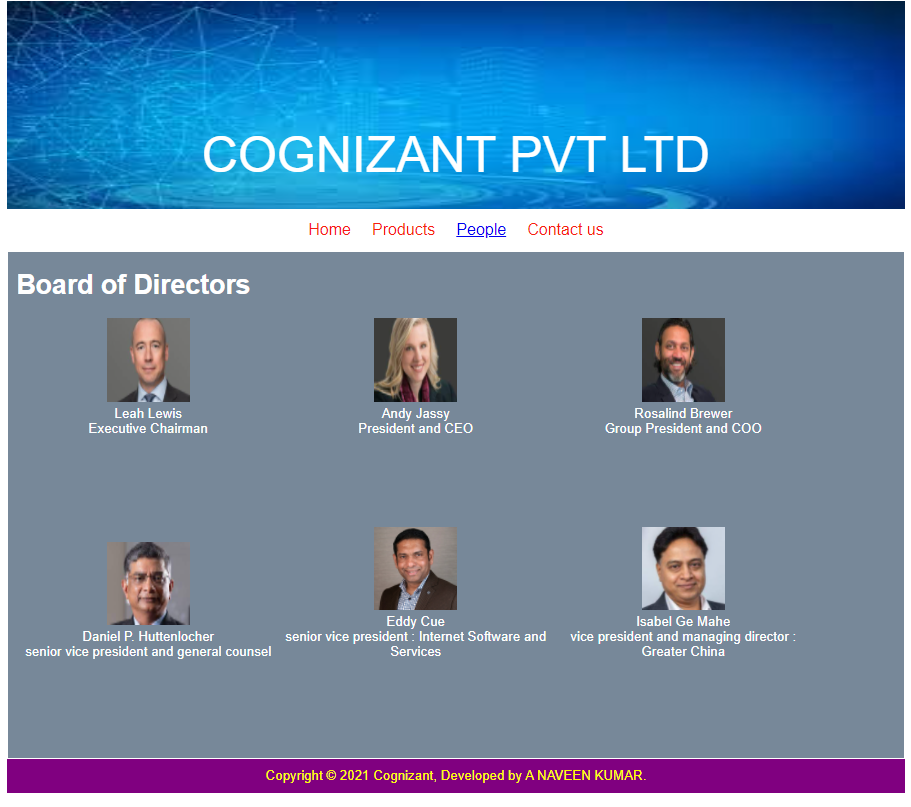 COGNIZANT PVT LTD
Home Products People Contact us
Board of Directors
Leah Lewis
Executive Chairman
Andy Jassy
President and CEO
Rosalind Brewer
Group President and COO
Daniel P. Huttenlocher
senior vice president and general counsel
Eddy Cue
senior vice president : Internet Software and
Services
Isabel Ge Mahe
vice president and managing director :
Greater China
Copyright © 2021 Cognizant, Developed by A NAVEEN KUMAR.